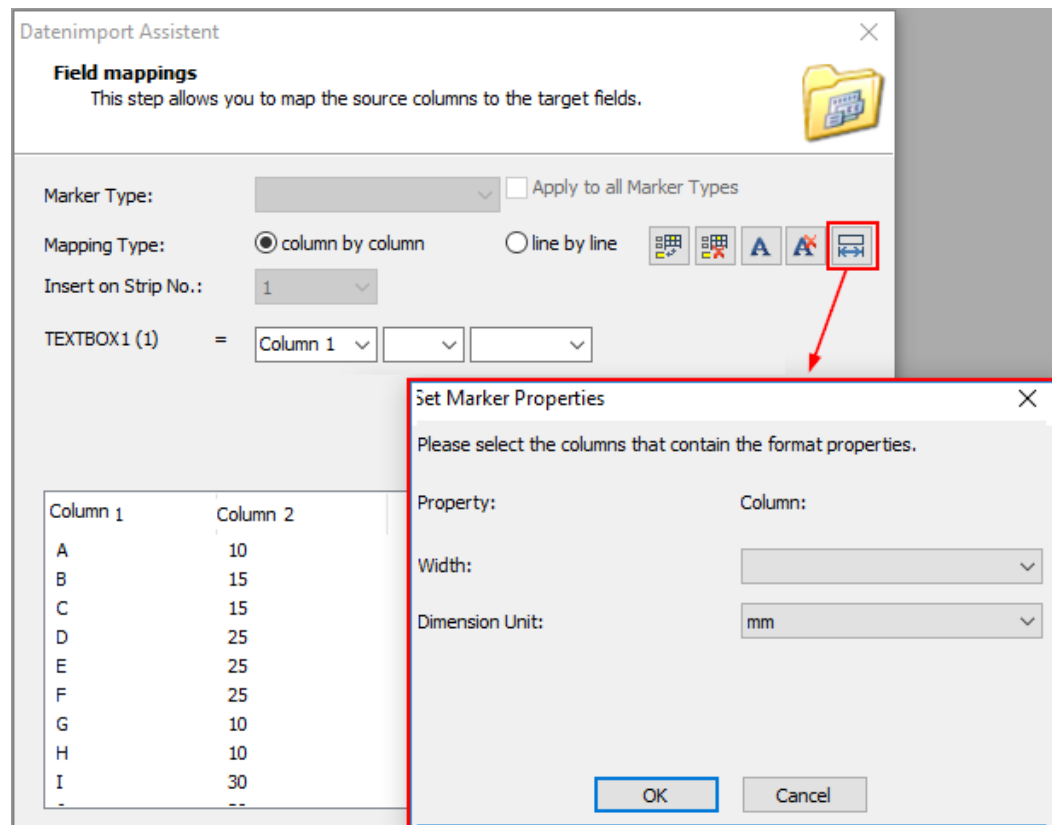 Datenimport Assistent
Field mappings
This step allows you to map the source columns to the target fields.
Marker Type:
Apply to all Marker Types
Mapping Type:
column by column
line by line
A
A
Insert on Strip No.:
1
TEXTBOX1 (1) = Column 1
Set Marker Properties
Please select the columns that contain the format properties.
Property: Column:
Width:
Dimension Unit: mm
OK Cancel
Column 1 Column 2
A 10
B 15
C 15
D 25
E 25
F 25
G 10
H 10
I 30